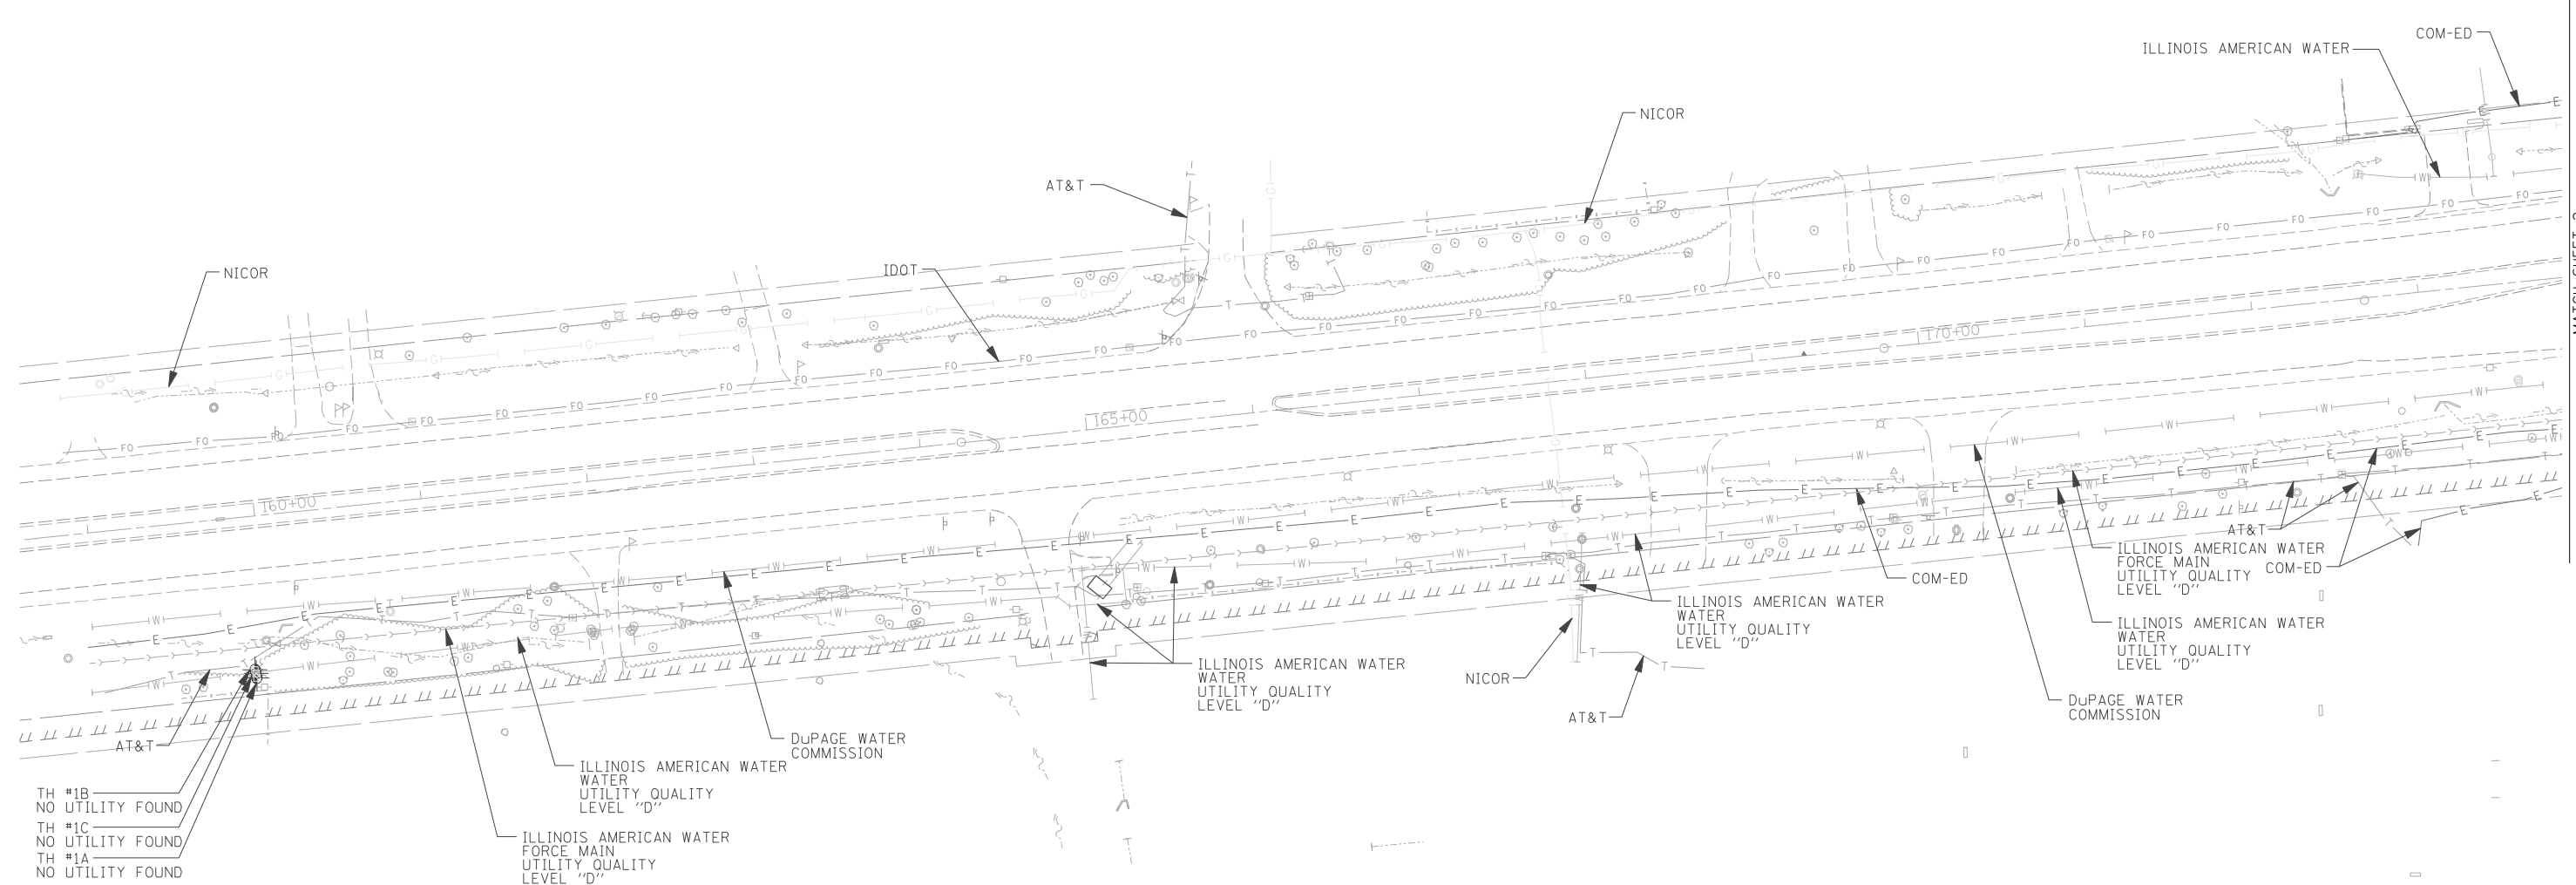 COM-ED
ILLINOIS AMERICAN WATER
NICOR
AT&T
NICOR
IDOT
170+00
165+00
160+00
AT&T
ILLINOIS AMERICAN WATER
FORCE MAIN
UTILITY QUALITY
LEVEL "D"
COM-ED
COM-ED
ILLINOIS AMERICAN WATER
WATER
UTILITY QUALITY
LEVEL "D"
ILLINOIS AMERICAN WATER
WATER
UTILITY QUALITY
LEVEL "D"
ILLINOIS AMERICAN WATER
WATER
UTILITY QUALITY
LEVEL "D"
NICOR
AT&T
DuPAGE WATER
COMMISSION
DuPAGE WATER
COMMISSION
AT&T
ILLINOIS AMERICAN WATER
WATER
UTILITY QUALITY
LEVEL "D"
TH #1B
NO UTILITY FOUND
TH #1C
NO UTILITY FOUND
TH #1A
NO UTILITY FOUND
ILLINOIS AMERICAN WATER
FORCE MAIN
UTILITY QUALITY
LEVEL "D"